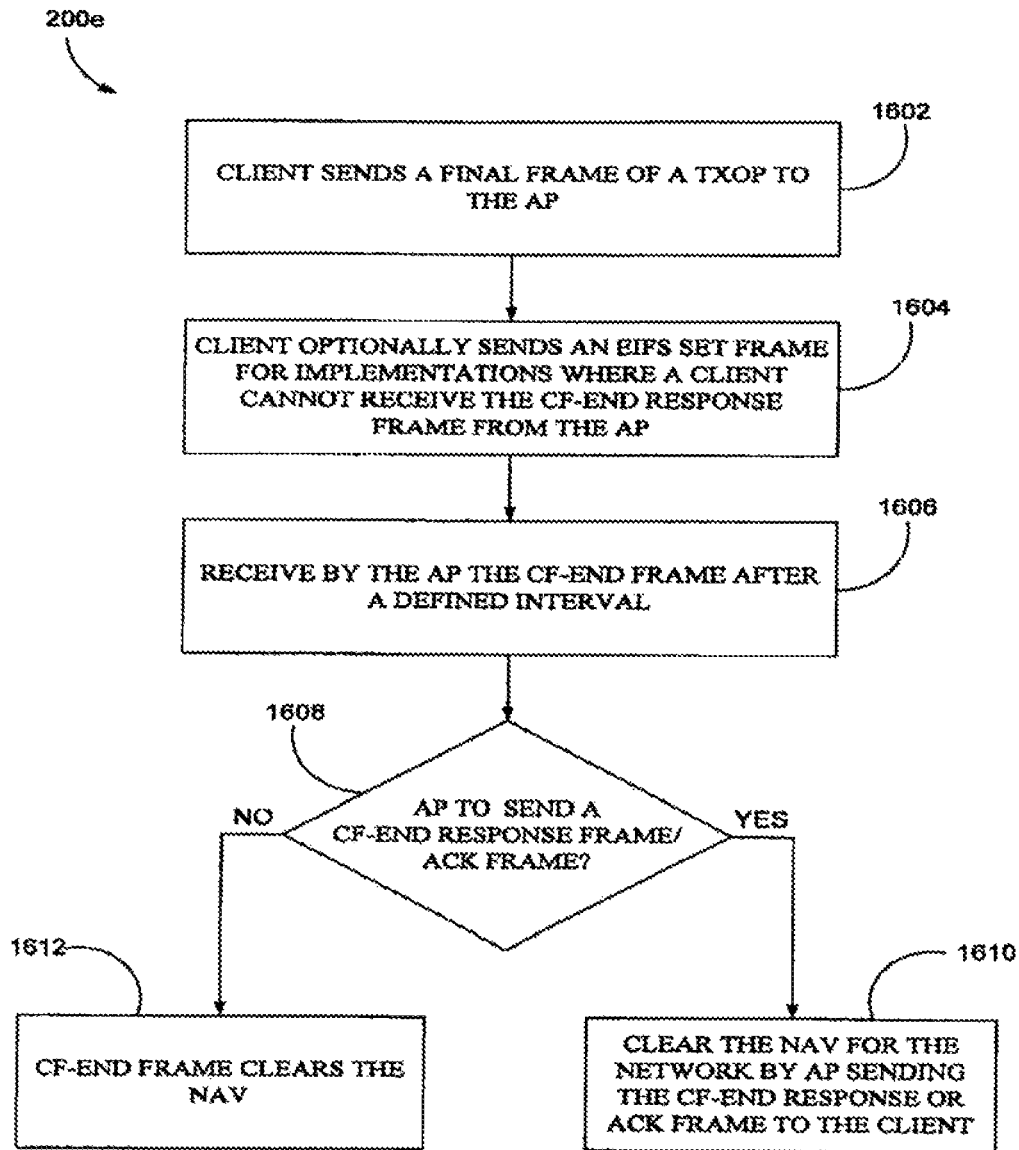 200e
1602
CLIENT SENDS A FINAL FRAME OF A TXOP TO
THE AP
1604
CLIENT OPTIONALLY SENDS AN EIFS SET FRAME
FOR IMPLEMENTATIONS WHERE A CLIENT
CANNOT RECEIVE THE CF-END RESPONSE
FRAME FROM THE AP
1606
RECEIVE BY THE AP THE CF-END FRAME AFTER
A DEFINED INTERVAL
1608
AP TO SEND A
CF-END RESPONSE FRAME/
ACK FRAME?
NO
YES
1612
CF-END FRAME CLEARS THE
NAV
1610
CLEAR THE NAV FOR THE
NETWORK BY AP SENDING
THE CF-END RESPONSE OR
ACK FRAME TO THE CLIENT